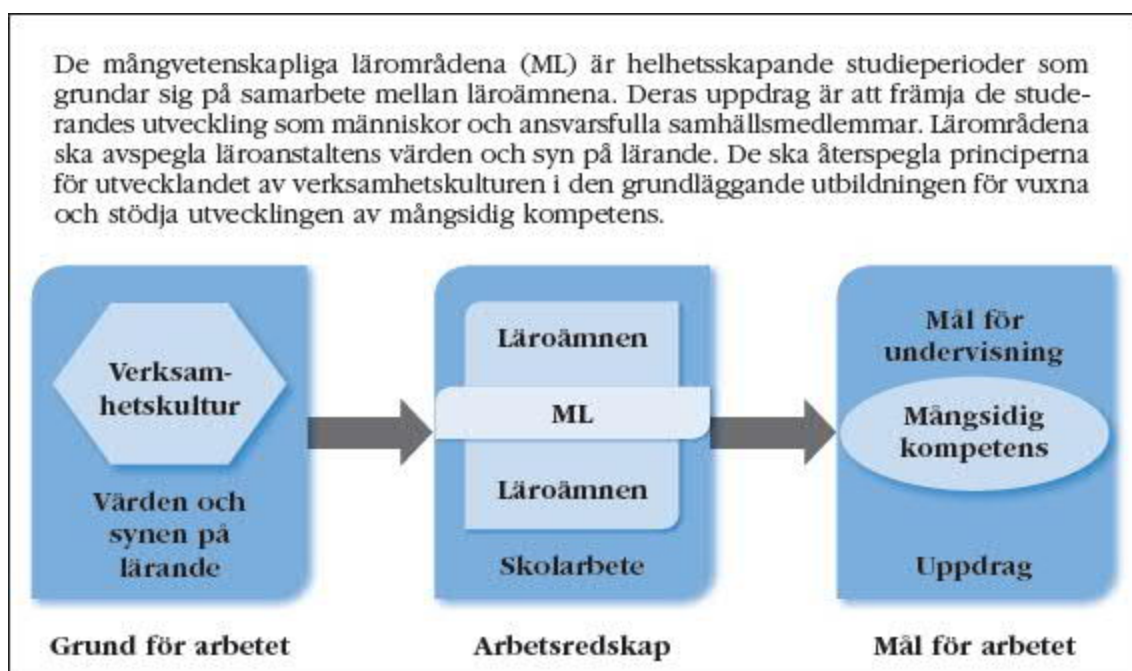 De mångvetenskapliga lärområdena (ML) är helhetsskapande studieperioder som
grundar sig på samarbete mellan läroämnena. Deras uppdrag är att främja de stude-
randes utveckling som människor och ansvarsfulla samhällsmedlemmar. Lärområdena
ska avspegla läroanstaltens värden och syn på lärande. De ska återspegla principerna
för utvecklandet av verksamhetskulturen i den grundläggande utbildningen för vuxna
och stödja utvecklingen av mångsidig kompetens.
Verksam-
hetskultur
Värden och
synen på
lärande
Grund för arbetet
Läroämnen
ML
Läroämnen
Skolarbete
Arbetsredskap
Mål för
undervisning
Mångsidig
kompetens
Uppdrag
Mål för arbetet